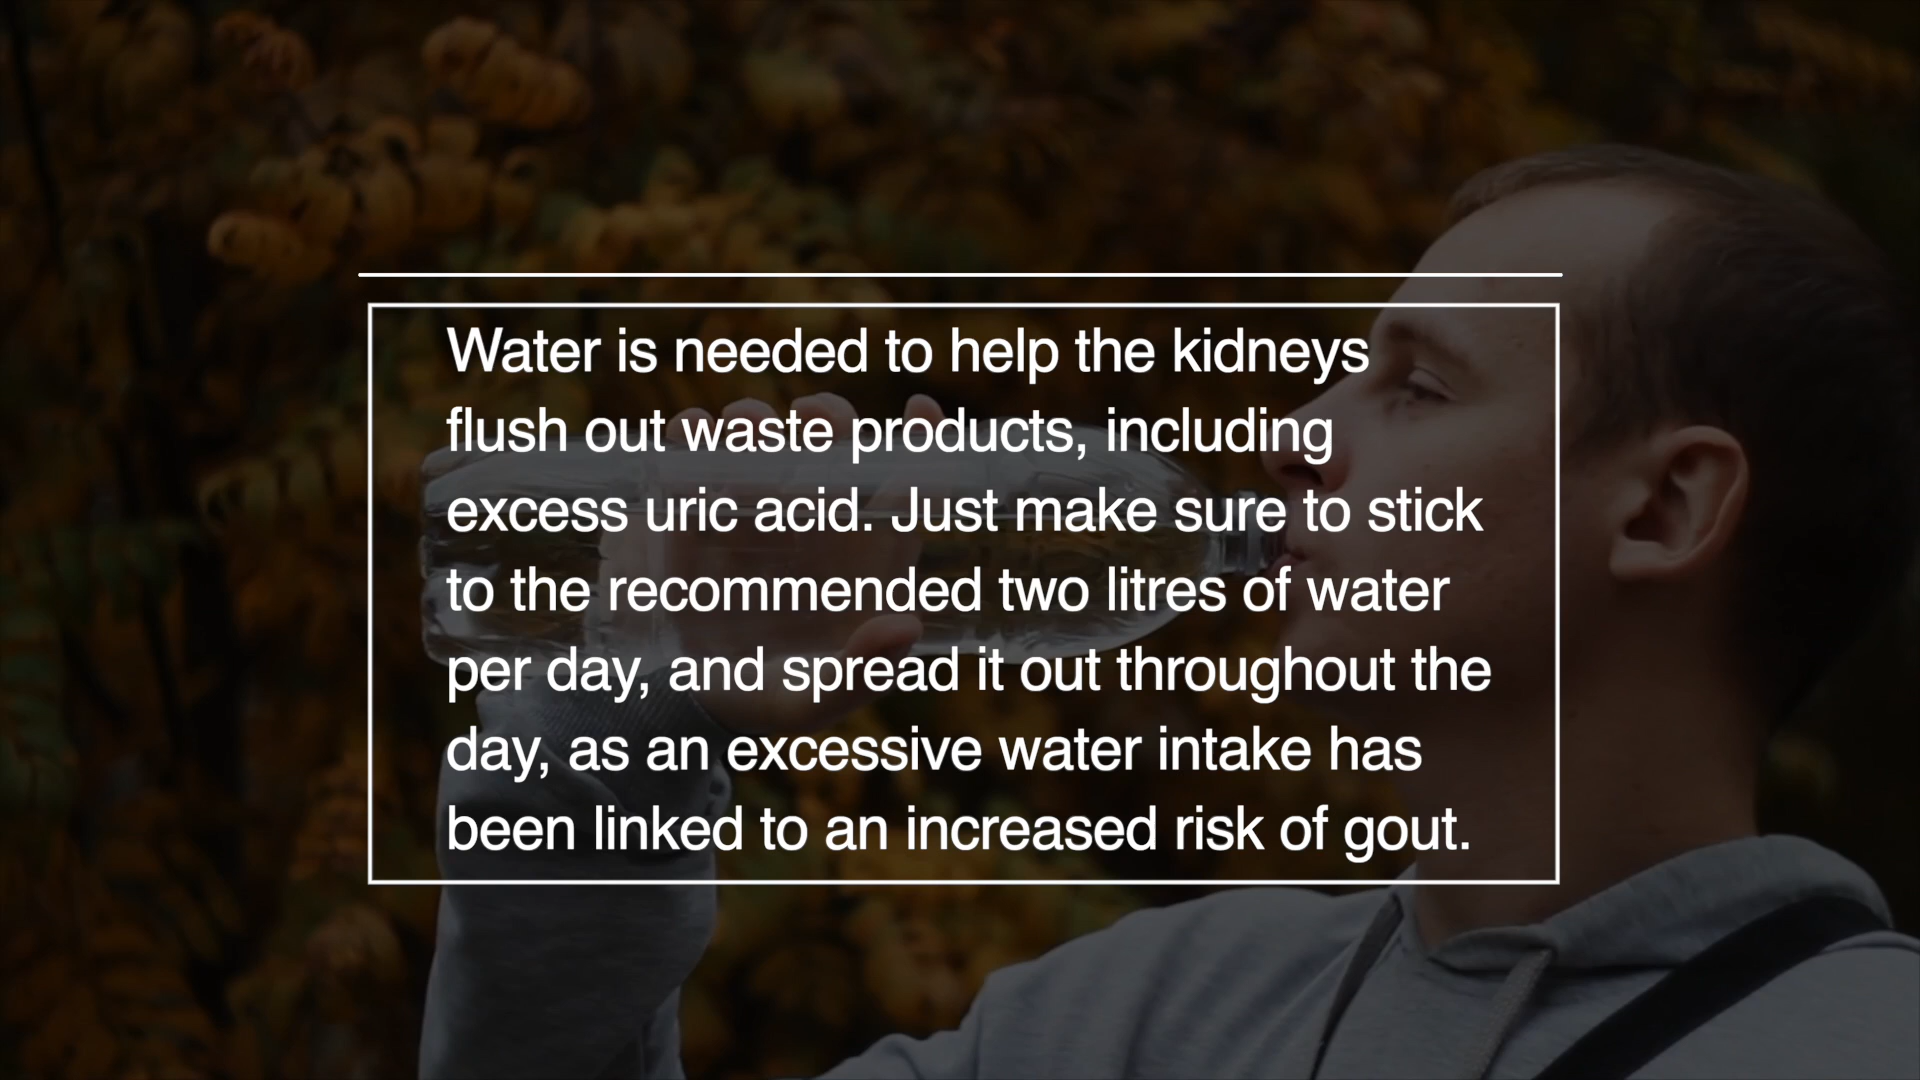 Water is needed to help the kidneys
flush out waste products, including
excess uric acid. Just make sure to stick
to the recommended two litres of water
per day, and spread it out throughout the
day, as an excessive water intake has
been linked to an increased risk of gout.